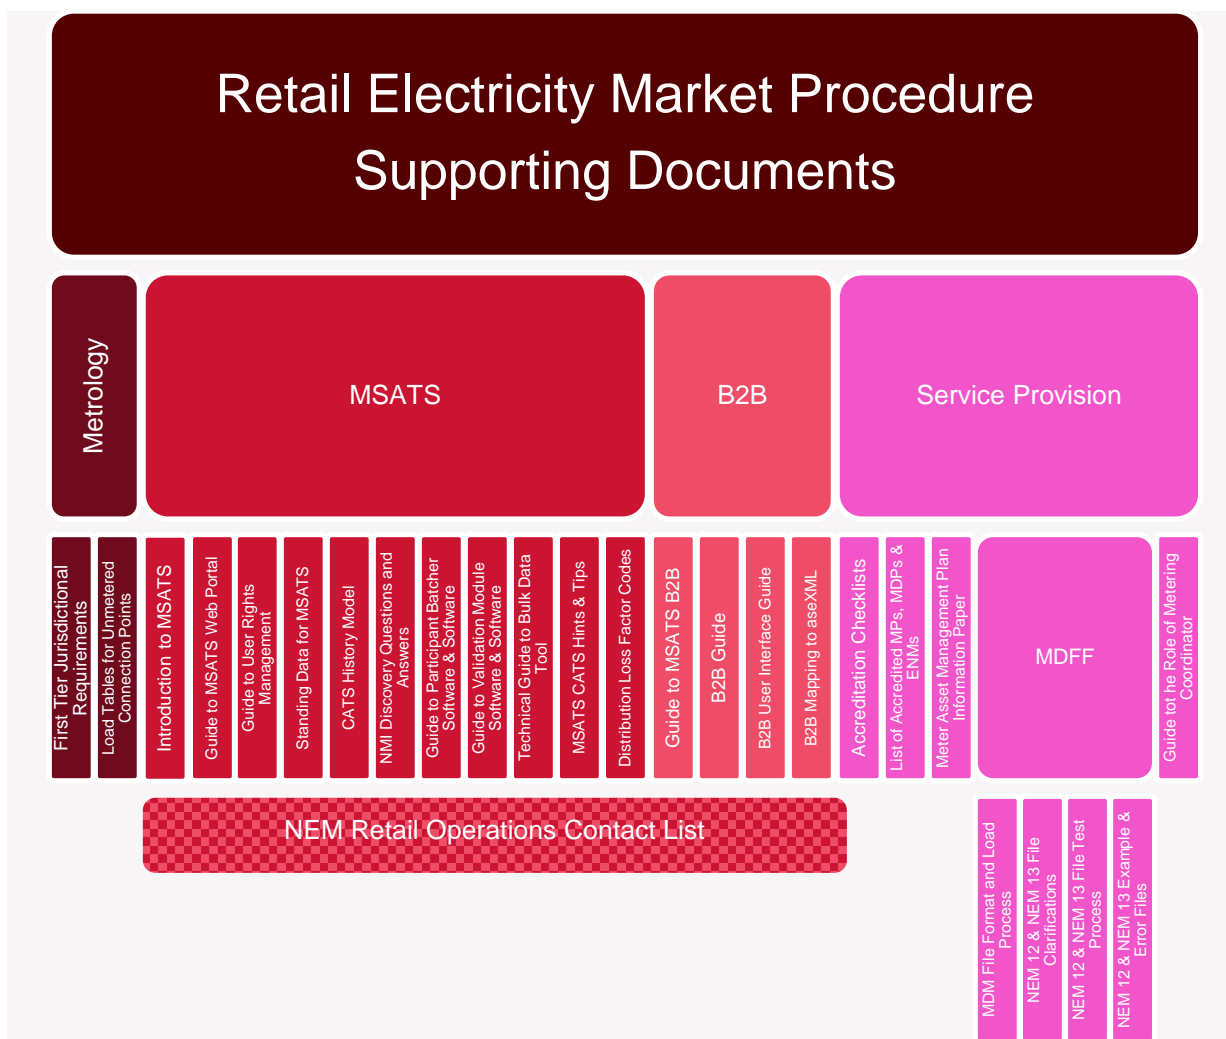 Retail Electricity Market Procedure
Supporting Documents
Metrology
MSATS
B2B
Service Provision
First Tier Jurisdictional
Requirements
Load Tables for Unmetered
Connection Points
Introduction to MSATS
Guide to MSATS Web Portal
Guide to User Rights
Management
Standing Data for MSATS
CATS History Model
NMI Discovery Questions and
Answers
Guide to Participant Batcher
Software & Software
Guide to Validation Module
Software & Software
Technical Guide to Bulk Data
Tool
MSATS CATS Hints & Tips
Distribution Loss Factor Codes
Guide to MSATS B2B
B2B Guide
B2B User Interface Guide
B2B Mapping to aseXML
Accreditation Checklists
List of Accredited MPs, MDPs &
ENMs
Meter Asset Management Plan
Information Paper
MDFF
Guide tot he Role of Metering
Coordinator
NEM Retail Operations Contact List
MDM File Format and Load
Process
NEM 12 & NEM 13 File
Clarifications
NEM 12 & NEM 13 File Test
Process
NEM 12 & NEM 13 Example &
Error Files